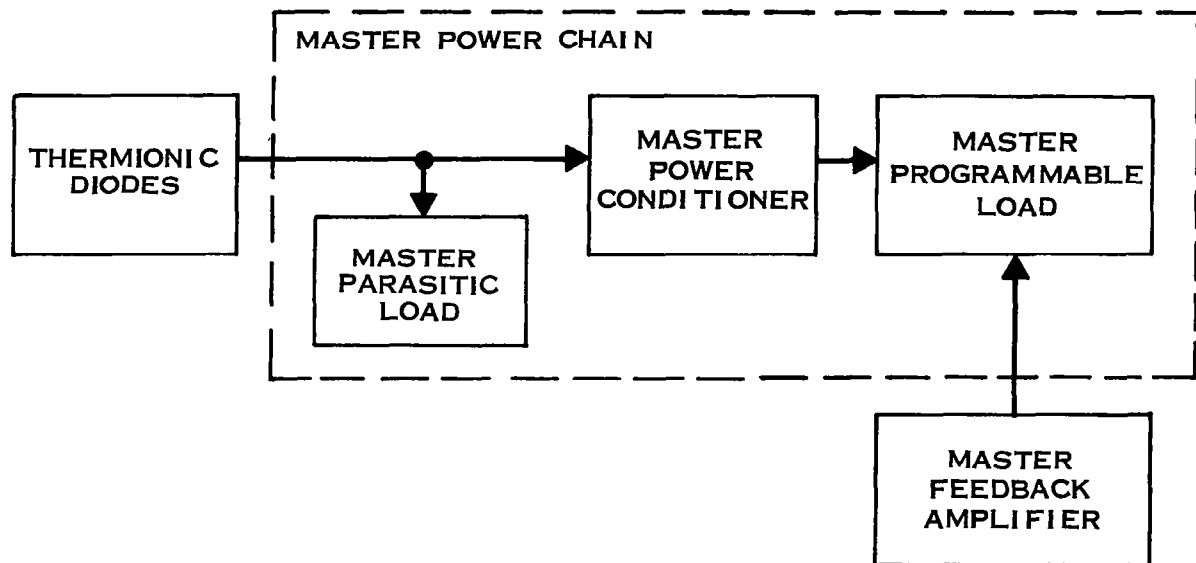 MASTER POWER CHAIN
THERMIONIC
DIODES
MASTER
PARASITIC
LOAD
MASTER
POWER
CONDITIONER
MASTER
PROGRAMMABLE
LOAD
MASTER
FEEDBACK
AMPLIFIER